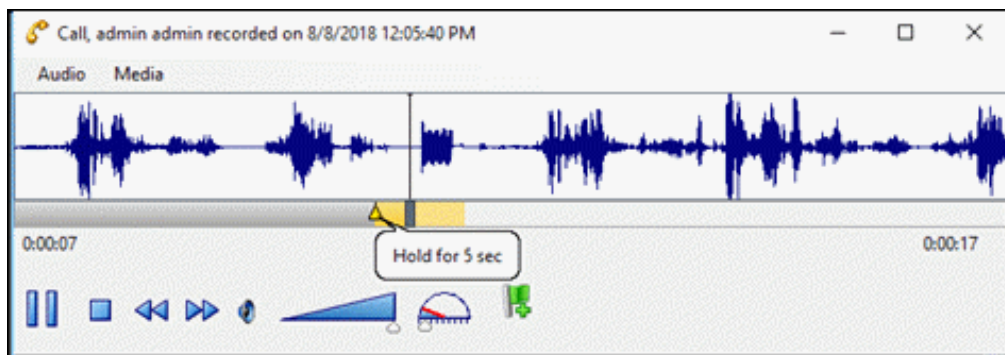 Call, admin admin recorded on 8/8/2018 12:05:40 PM
Audio Media
0:00:07 0:00:17
Hold for 5 sec